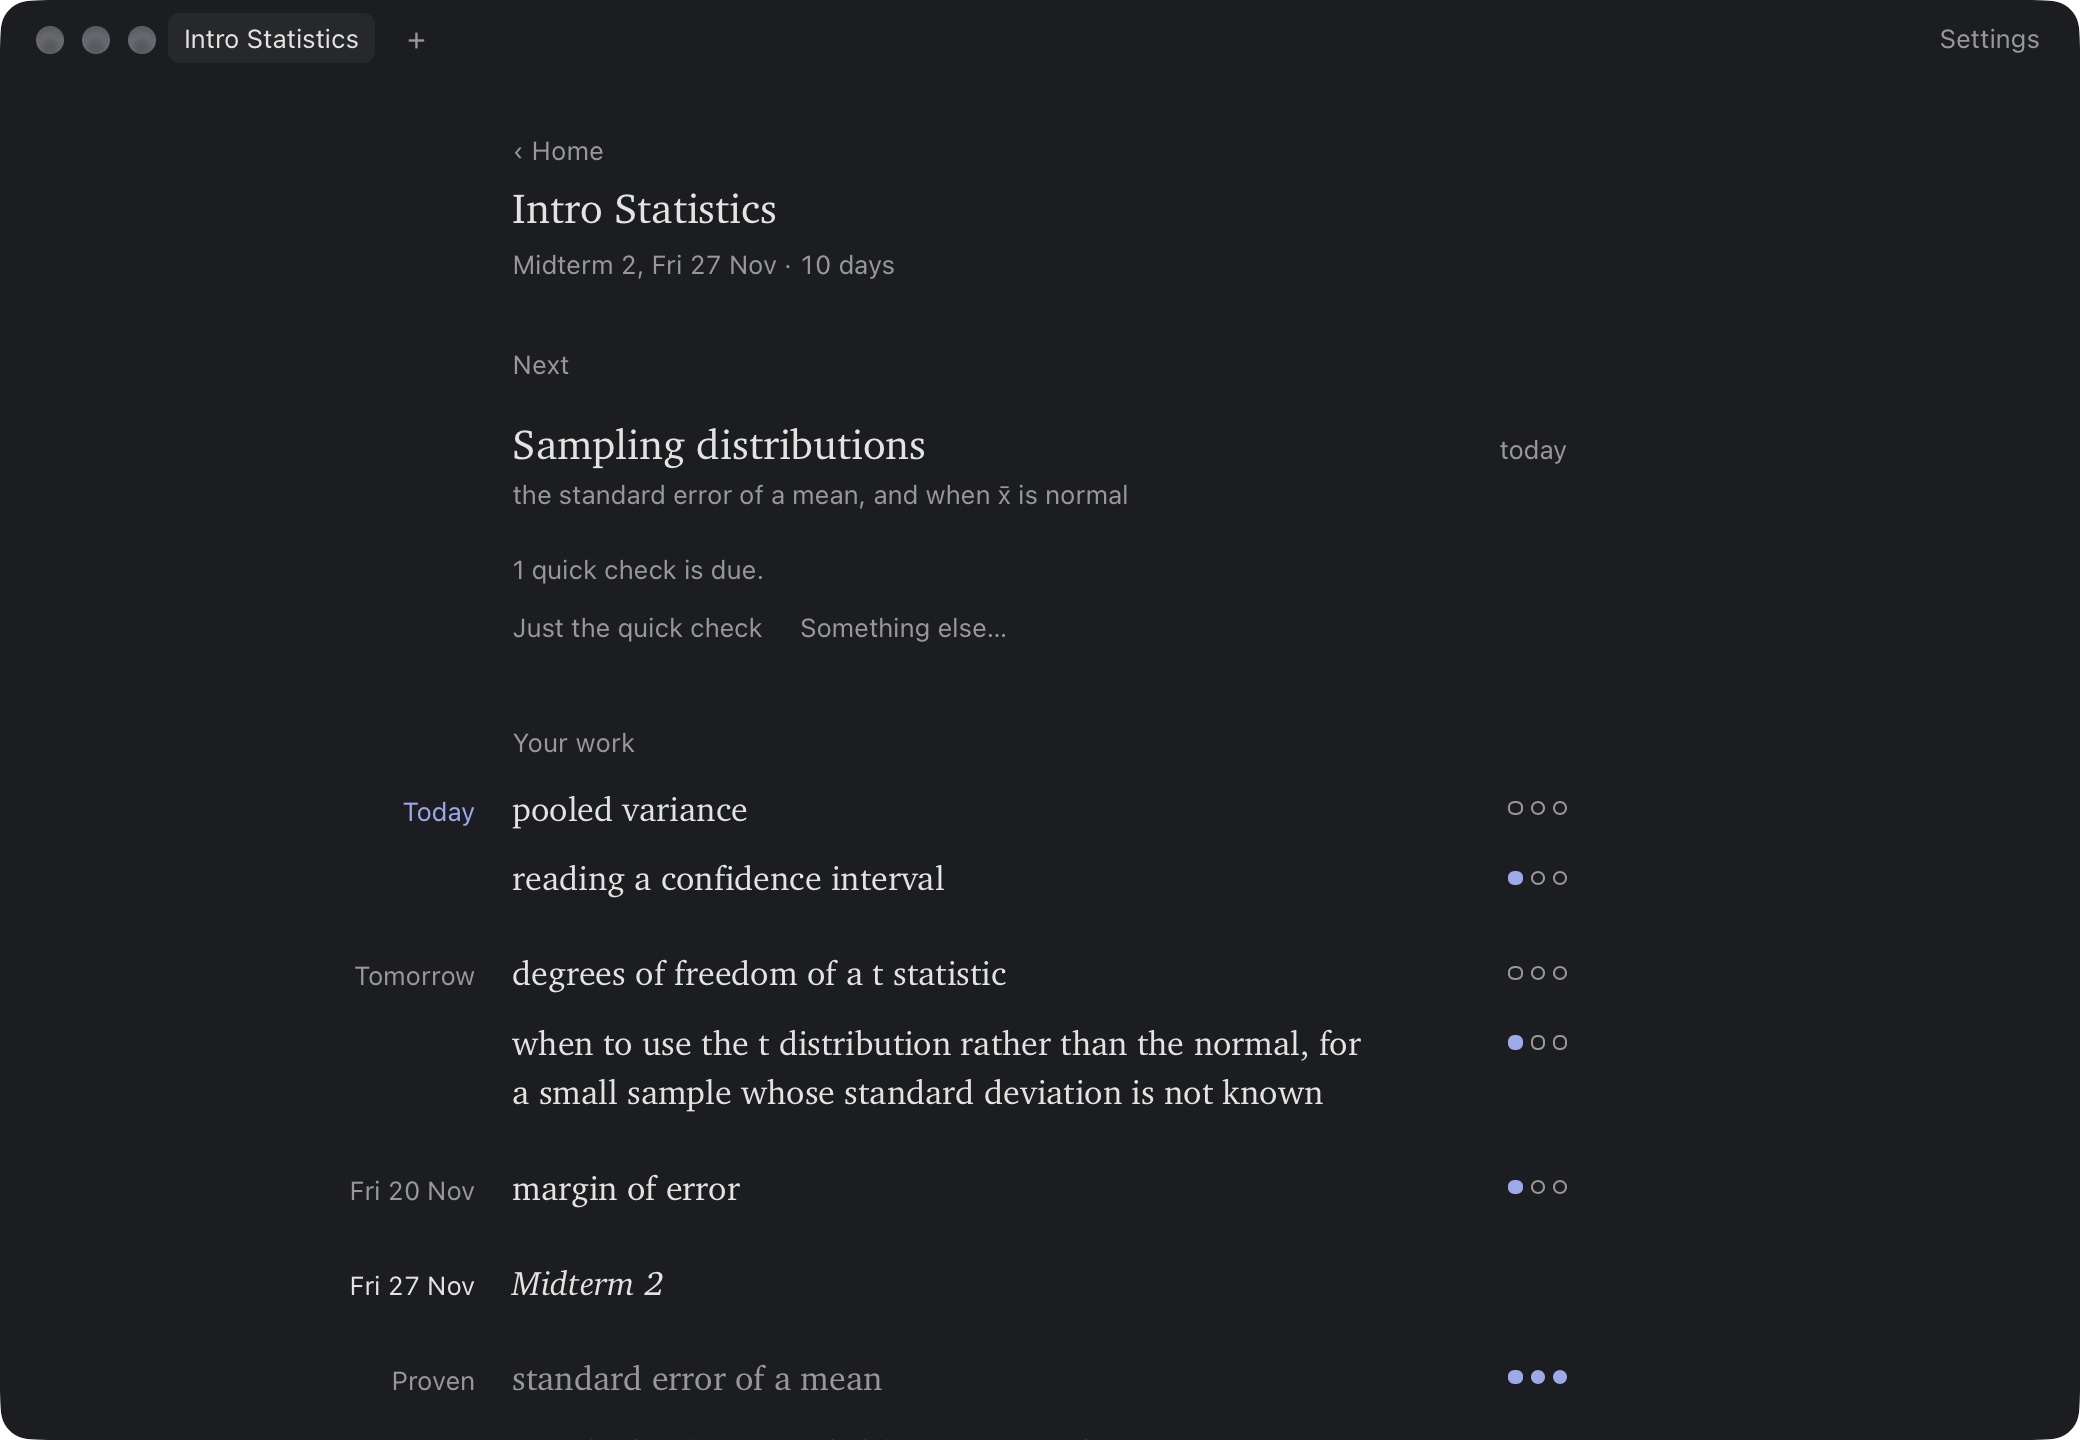 Intro Statistics +
Settings
‹ Home
Intro Statistics
Midterm 2, Fri 27 Nov · 10 days
Next
Sampling distributions
today
the standard error of a mean, and when x̄ is normal
1 quick check is due.
Just the quick check Something else...
Your work
Today pooled variance
reading a confidence interval
Tomorrow degrees of freedom of a t statistic
when to use the t distribution rather than the normal, for
a small sample whose standard deviation is not known
Fri 20 Nov margin of error
Fri 27 Nov Midterm 2
Proven standard error of a mean